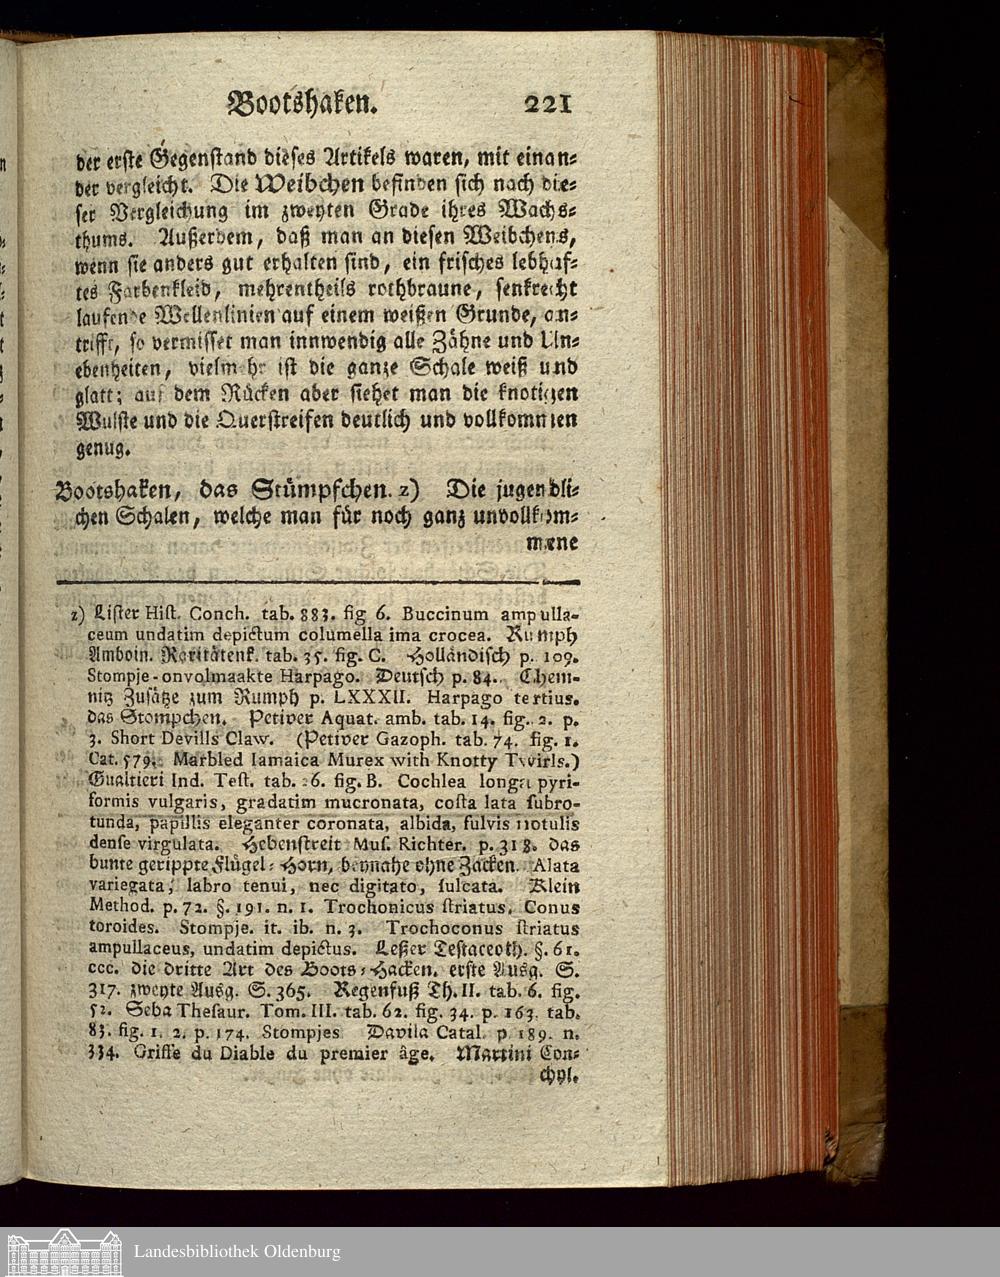 Bootshaken. 221
der erste Gegenstand dieses Artikels waren, mit einan-
der vergleicht. Die Weibchen befinden sich nach die-
ser Vergleichung im zweyten Grade ihres Wachs-
thums. Außerdem, daß man an diesen Weibchens,
wenn sie anders gut erhalten sind, ein frisches lebhaf-
tes Farbenkleid, mehrentheils rothbraune, senkrecht
laufende Wellenlinien auf einem weißen Grunde, an-
trifft, so vermisset man innwendig alle Zähne und Un-
ebenheiten, vielmehr ist die ganze Schale weiß und
glatt; auf dem Rücken aber siehet man die knotigen
Wulste und die Querstreifen deutlich und vollkommen
genug.
Bootshaken, das Stümpfchen. z) Die jugendli-
chen Schalen, welche man für noch ganz unvollkom-
mene
z) Lister Hist. Conch. tab. 883. fig 6. Buccinum ampulla-
ceum undatim depictum columella ima crocea. Rumph
Amboin. Raritätenk. tab. 35. fig. C. Holländisch p. 109.
Stompje-onvolmaakte Harpago. Deutsch p. 84. Chem-
nitz Zusätze zum Rumph p. LXXXII. Harpago tertius.
das Stompchen. Petiver Aquat. amb. tab. 14. fig. 2. p.
3. Short Devills Claw. (Petiver Gazoph. tab. 74. fig. 1.
Cat. 579. Marbled Iamaica Murex with Knotty Twirls.)
Gualtieri Ind. Test. tab. 36. fig. B. Cochlea longa pyri-
formis vulgaris, gradatim mucronata, costa lata subro-
tunda, papillis eleganter coronata, albida, fulvis notulis
dense virgulata. Hebenstreit Mus. Richter. p. 318. das
bunte gerippte Flügel-Horn, beynahe ohne Zacken. Alata
variegata, labro tenui, nec digitato, sulcata. Klein
Method. p. 72. §. 191. n. 1. Trochonicus striatus. Conus
toroides. Stompje. it. ib. n. 3. Trochoconus striatus
ampullaceus, undatim depictus. Leßer Testaceoth. §. 61.
ccc. die dritte Art des Boots-Hacken. erste Ausg. S.
317. zweyte Ausg. S. 365. Regenfuß Th. II. tab. 6. fig.
52. Seba Thesaur. Tom. III. tab. 62. fig. 34. p. 163. tab.
83. fig. 1. 2. p. 174. Stompjes Davila Catal. p 189. n.
334. Griffe du Diable du premier âge. Martini Con-
chyl.
Landesbibliothek Oldenburg